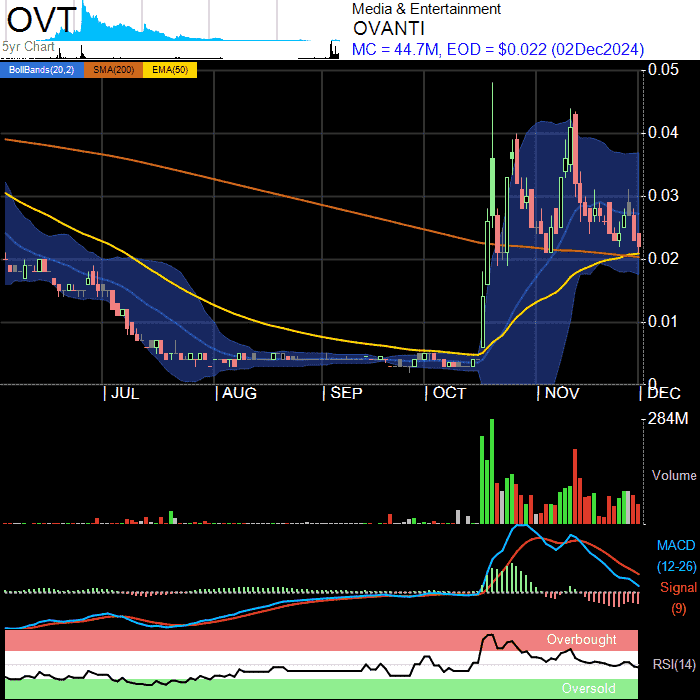 OVT
5yr Chart
Media & Entertainment
OVANTI
MC = 44.7M, EOD = $0.022 (02Dec2024)
BollBands(20,2) SMA(200) EMA(50)
0.05
0.04
0.03
0.02
0.01
0
JUL AUG SEP OCT NOV DEC
284M
Volume
MACD
(12-26)
Signal
(9)
Overbought
RSI(14)
Oversold